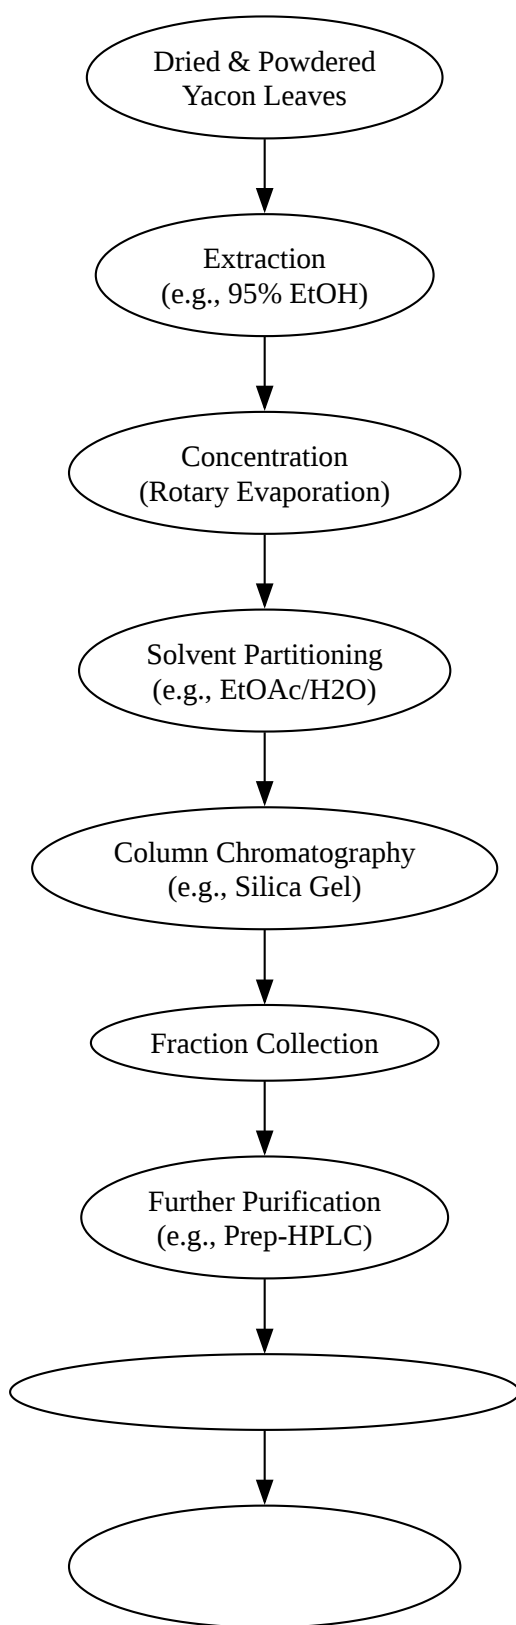 Dried & Powdered
Yacon Leaves
Extraction
(e.g., 95% EtOH)
Concentration
(Rotary Evaporation)
Solvent Partitioning
(e.g., EtOAc/H2O)
Column Chromatography
(e.g., Silica Gel)
Fraction Collection
Further Purification
(e.g., Prep-HPLC)